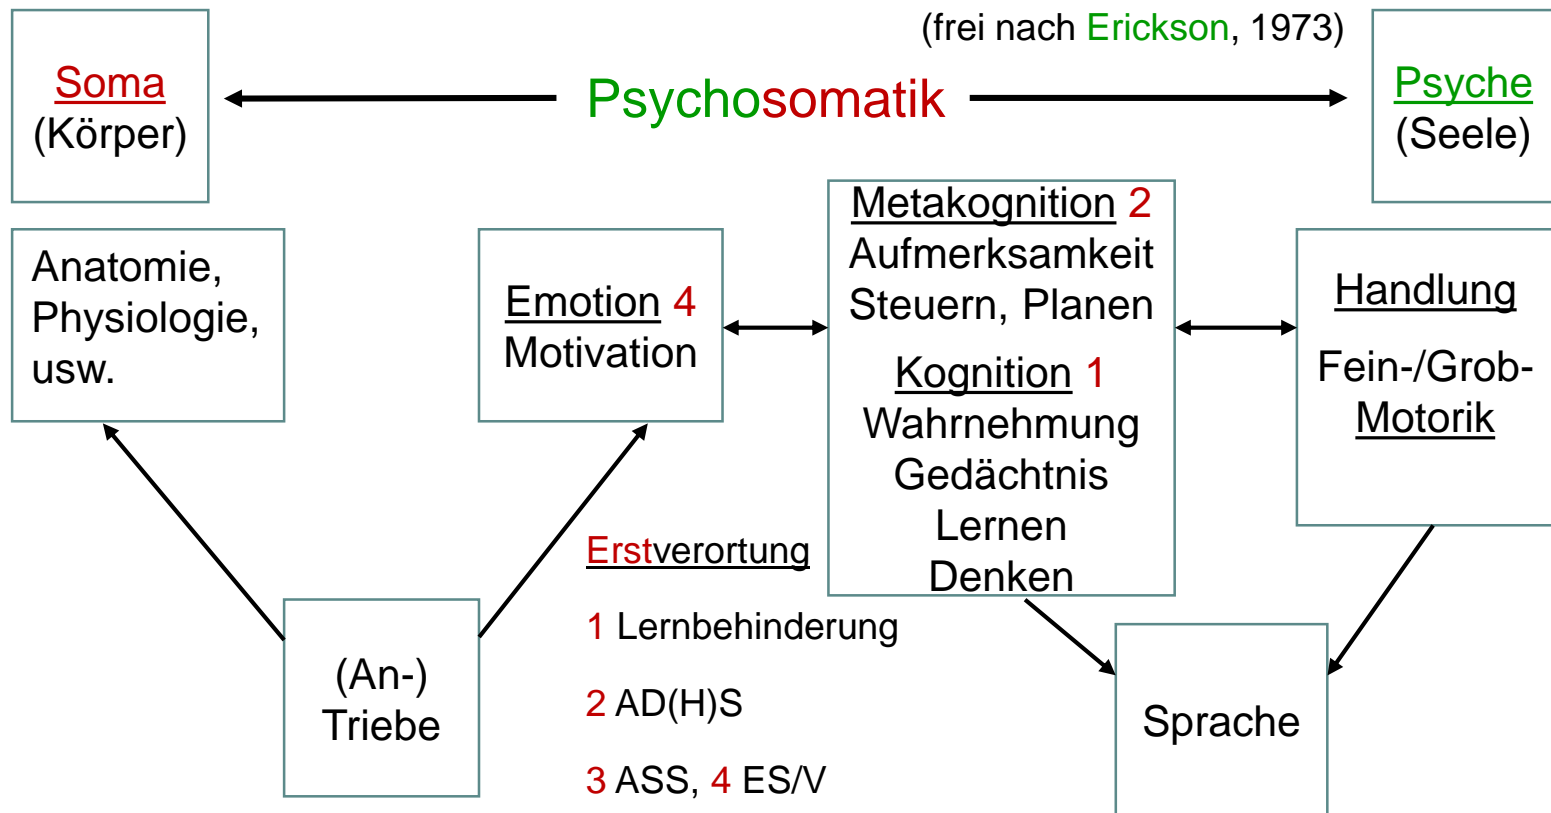 (frei nach Erickson, 1973)
Soma
(Körper)
Psychosomatik
Psyche
(Seele)
Anatomie,
Physiologie,
usw.
Emotion 4
Motivation
Metakognition 2
Aufmerksamkeit
Steuern, Planen
Kognition 1
Wahrnehmung
Gedächtnis
Lernen
Denken
Handlung
Fein-/Grob-
Motorik
(An-)
Triebe
Erstverortung
1 Lernbehinderung
2 AD(H)S
3 ASS, 4 ES/V
Sprache